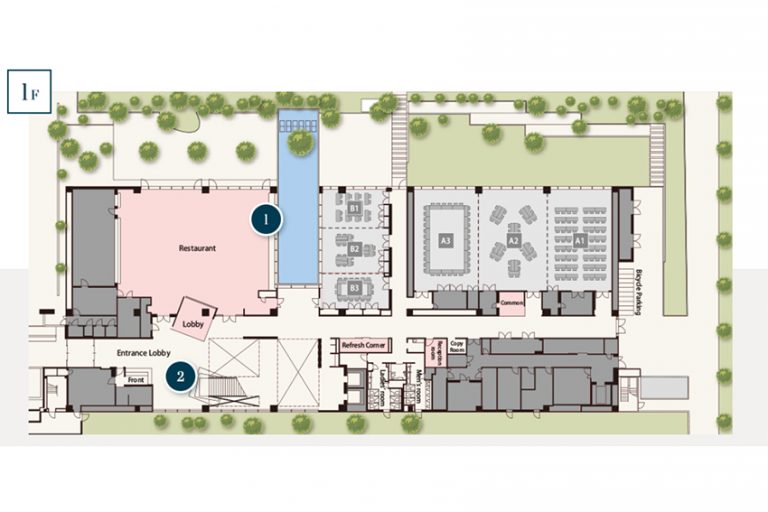 1F
1
B1
B2
B3
A3
A2
A1
Restaurant
Lobby
Common
Bicycle Parking
Entrance Lobby
Refresh Corner
Reception room
Copy Room
2
Front
Ladies' room
Men's room